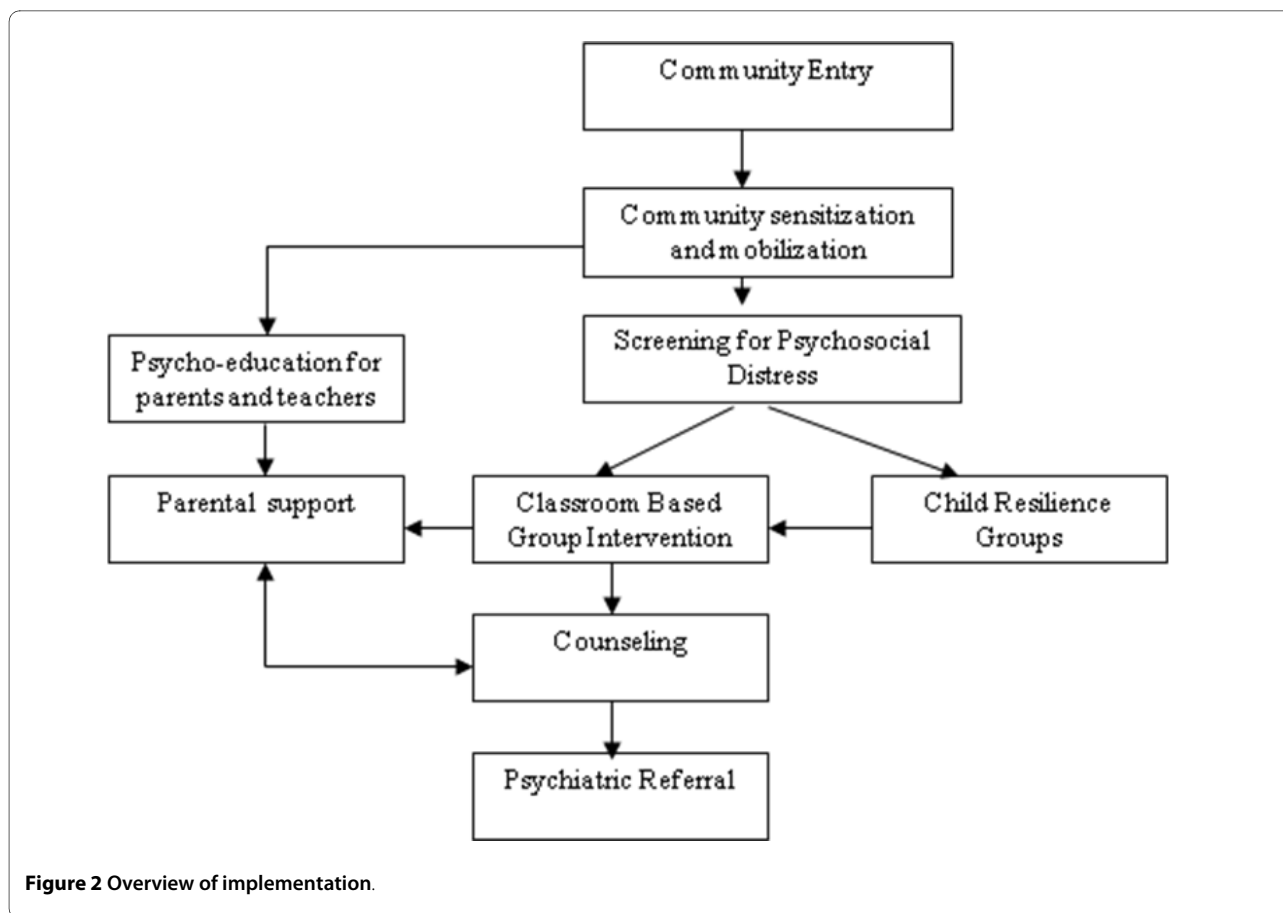 Community Entry
Community sensitization
and mobilization
Psycho-education for
parents and teachers
Screening for Psychosocial
Distress
Parental support
Classroom Based
Group Intervention
Child Resilience
Groups
Counseling
Psychiatric Referral
Figure 2 Overview of implementation.